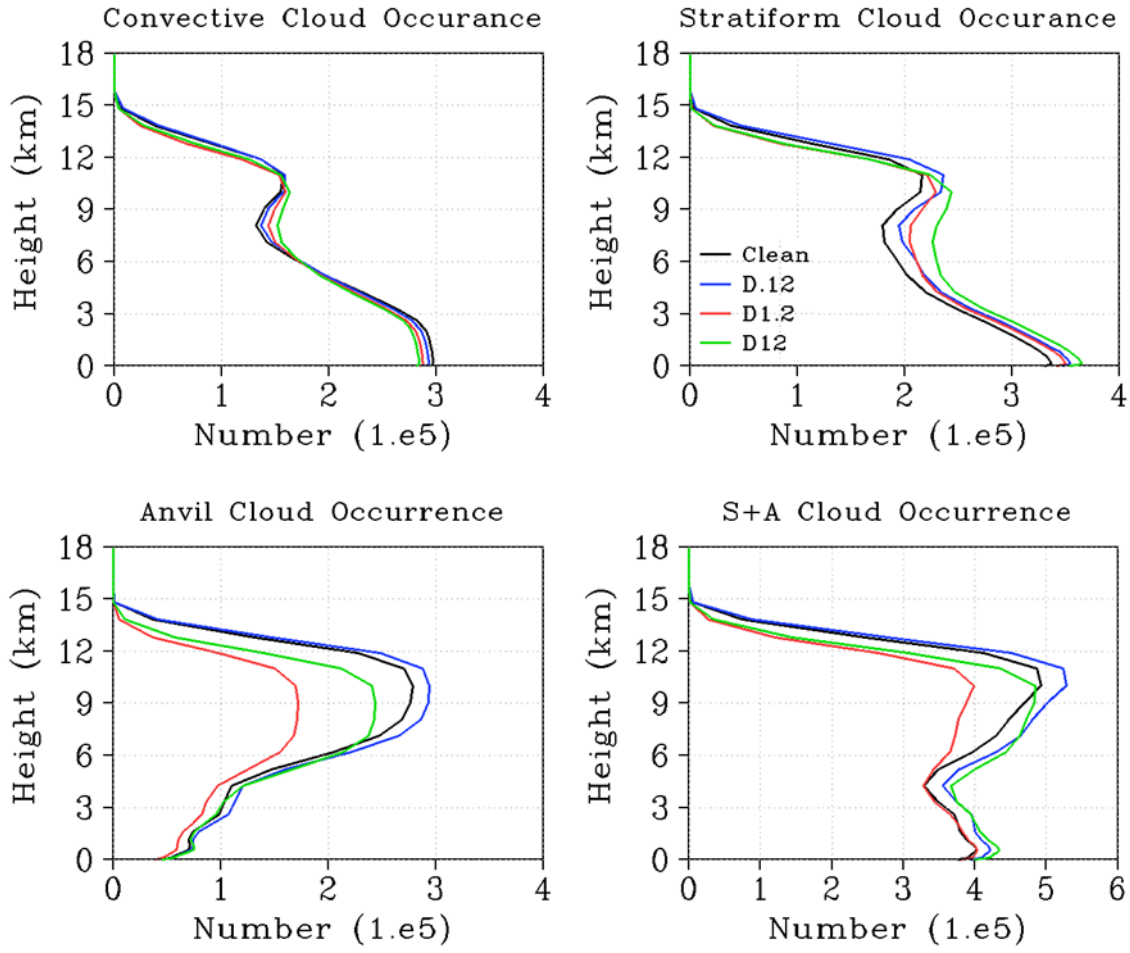 Convective Cloud Occurance
18
15
12
9
6
3
0
Height (km)
0 1 2 3 4
Number (1.e5)
Stratiform Cloud Occurance
18
15
12
9
6
3
0
Height (km)
Clean
D.12
D1.2
D12
0 1 2 3 4
Number (1.e5)
Anvil Cloud Occurrence
18
15
12
9
6
3
0
Height (km)
0 1 2 3 4
Number (1.e5)
S+A Cloud Occurrence
18
15
12
9
6
3
0
Height (km)
0 1 2 3 4 5 6
Number (1.e5)